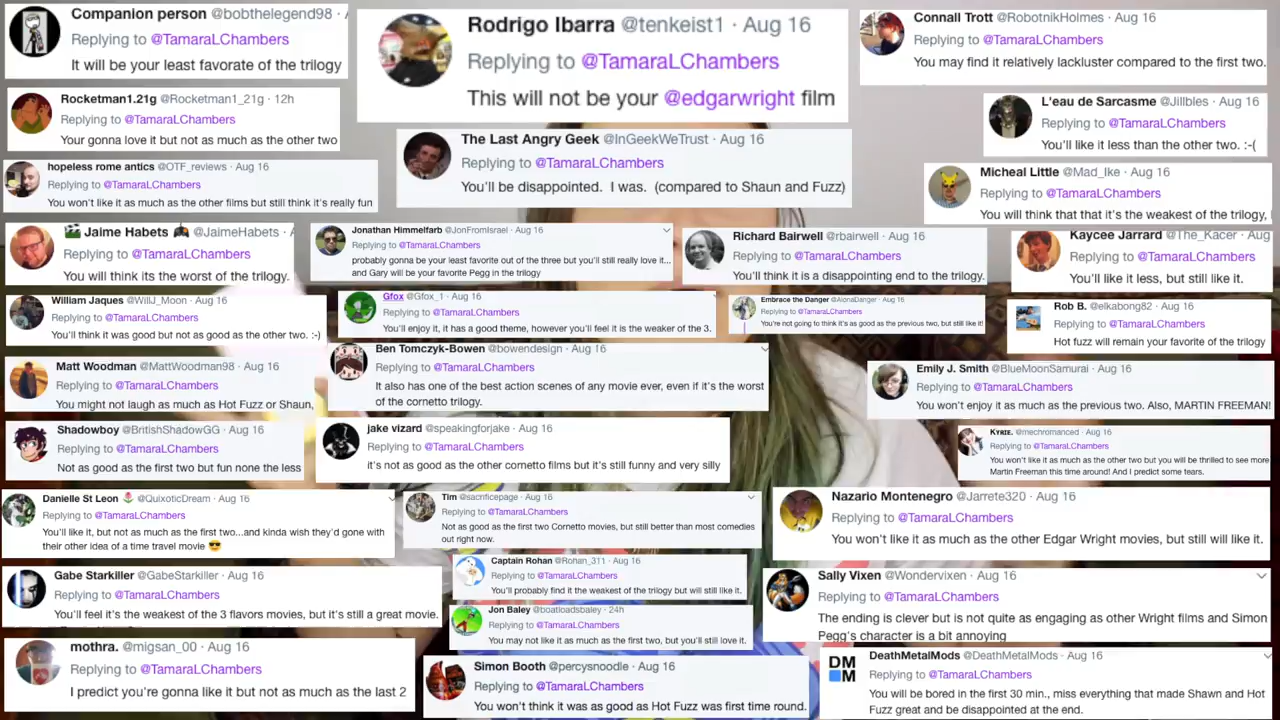 Companion person @bobthelegend98 ·
Replying to @TamaraLChambers
It will be your least favorate of the trilogy
Rodrigo Ibarra @tenkeist1 · Aug 16
Replying to @TamaraLChambers
This will not be your @edgarwright film
Connall Trott @RobotnikHolmes · Aug 16
Replying to @TamaraLChambers
You may find it relatively lackluster compared to the first two.
Rocketman1.21g @Rocketman1_21g · 12h
Replying to @TamaraLChambers
Your gonna love it but not as much as the other two
The Last Angry Geek @InGeekWeTrust · Aug 16
Replying to @TamaraLChambers
You'll be disappointed. I was. (compared to Shaun and Fuzz)
L'eau de Sarcasme @Jillbles · Aug 16
Replying to @TamaraLChambers
You'll like it less than the other two. :-(
hopeless rome antics @OTF_reviews · Aug 16
Replying to @TamaraLChambers
You won't like it as much as the other films but still think it's really fun
Micheal Little @Mad_Ike · Aug 16
Replying to @TamaraLChambers
You will think that that it's the weakest of the trilogy,
Jaime Habets @JaimeHabets ·
Replying to @TamaraLChambers
You will think its the worst of the trilogy.
Jonathan Himmelfarb @JonFromIsrael · Aug 16
Replying to @TamaraLChambers
probably gonna be your least favorite out of the three but you'll still really love it...
and Gary will be your favorite Pegg in the trilogy
Richard Bairwell @rbairwell · Aug 16
Replying to @TamaraLChambers
You'll think it is a disappointing end to the trilogy.
Kaycee Jarrard @The_Kacer · Aug
Replying to @TamaraLChambers
You'll like it less, but still like it.
William Jaques @WillJ_Moon · Aug 16
Replying to @TamaraLChambers
You'll think it was good but not as good as the other two. :-)
Gfox @Gfox_1 · Aug 16
Replying to @TamaraLChambers
You'll enjoy it, it has a good theme, however you'll feel it is the weaker of the 3.
Embrace the Danger @AlonaDanger · Aug 16
Replying to @TamaraLChambers
You're not going to think it's as good as the previous two, but still like it!
Rob B. @elkabong82 · Aug 16
Replying to @TamaraLChambers
Hot fuzz will remain your favorite of the trilogy
Matt Woodman @MattWoodman98 · Aug 16
Replying to @TamaraLChambers
You might not laugh as much as Hot Fuzz or Shaun,
Ben Tomczyk-Bowen @bowendesign · Aug 16
Replying to @TamaraLChambers
It also has one of the best action scenes of any movie ever, even if it's the worst
of the cornetto trilogy.
Emily J. Smith @BlueMoonSamurai · Aug 16
Replying to @TamaraLChambers
You won't enjoy it as much as the previous two. Also, MARTIN FREEMAN!
Shadowboy @BritishShadowGG · Aug 16
Replying to @TamaraLChambers
Not as good as the first two but fun none the less
jake vizard @speakingforjake · Aug 16
Replying to @TamaraLChambers
it's not as good as the other cornetto films but it's still funny and very silly
Kyrie. @mechromanced · Aug 16
Replying to @TamaraLChambers
You won't like it as much as the other two but you will be thrilled to see more
Martin Freeman this time around! And I predict some tears.
Danielle St Leon @QuixoticDream · Aug 16
Replying to @TamaraLChambers
You'll like it, but not as much as the first two...and kinda wish they'd gone with
their other idea of a time travel movie
Tim @sacrificepage · Aug 16
Replying to @TamaraLChambers
Not as good as the first two Cornetto movies, but still better than most comedies
out right now.
Nazario Montenegro @Jarrete320 · Aug 16
Replying to @TamaraLChambers
You won't like it as much as the other Edgar Wright movies, but still will like it.
Gabe Starkiller @GabeStarkiller · Aug 16
Replying to @TamaraLChambers
You'll feel it's the weakest of the 3 flavors movies, but it's still a great movie.
Captain Rohan @Rohan_311 · Aug 16
Replying to @TamaraLChambers
You'll probably find it the weakest of the trilogy but will still like it.
Sally Vixen @Wondervixen · Aug 16
Replying to @TamaraLChambers
The ending is clever but is not quite as engaging as other Wright films and Simon
Pegg's character is a bit annoying
Jon Baley @boatloadsbaley · 24h
Replying to @TamaraLChambers
You may not like it as much as the first two, but you'll still love it.
mothra. @migsan_00 · Aug 16
Replying to @TamaraLChambers
I predict you're gonna like it but not as much as the last 2
Simon Booth @percysnoodle · Aug 16
Replying to @TamaraLChambers
You won't think it was as good as Hot Fuzz was first time round.
DM
DeathMetalMods @DeathMetalMods · Aug 16
Replying to @TamaraLChambers
You will be bored in the first 30 min., miss everything that made Shawn and Hot
Fuzz great and be disappointed at the end.